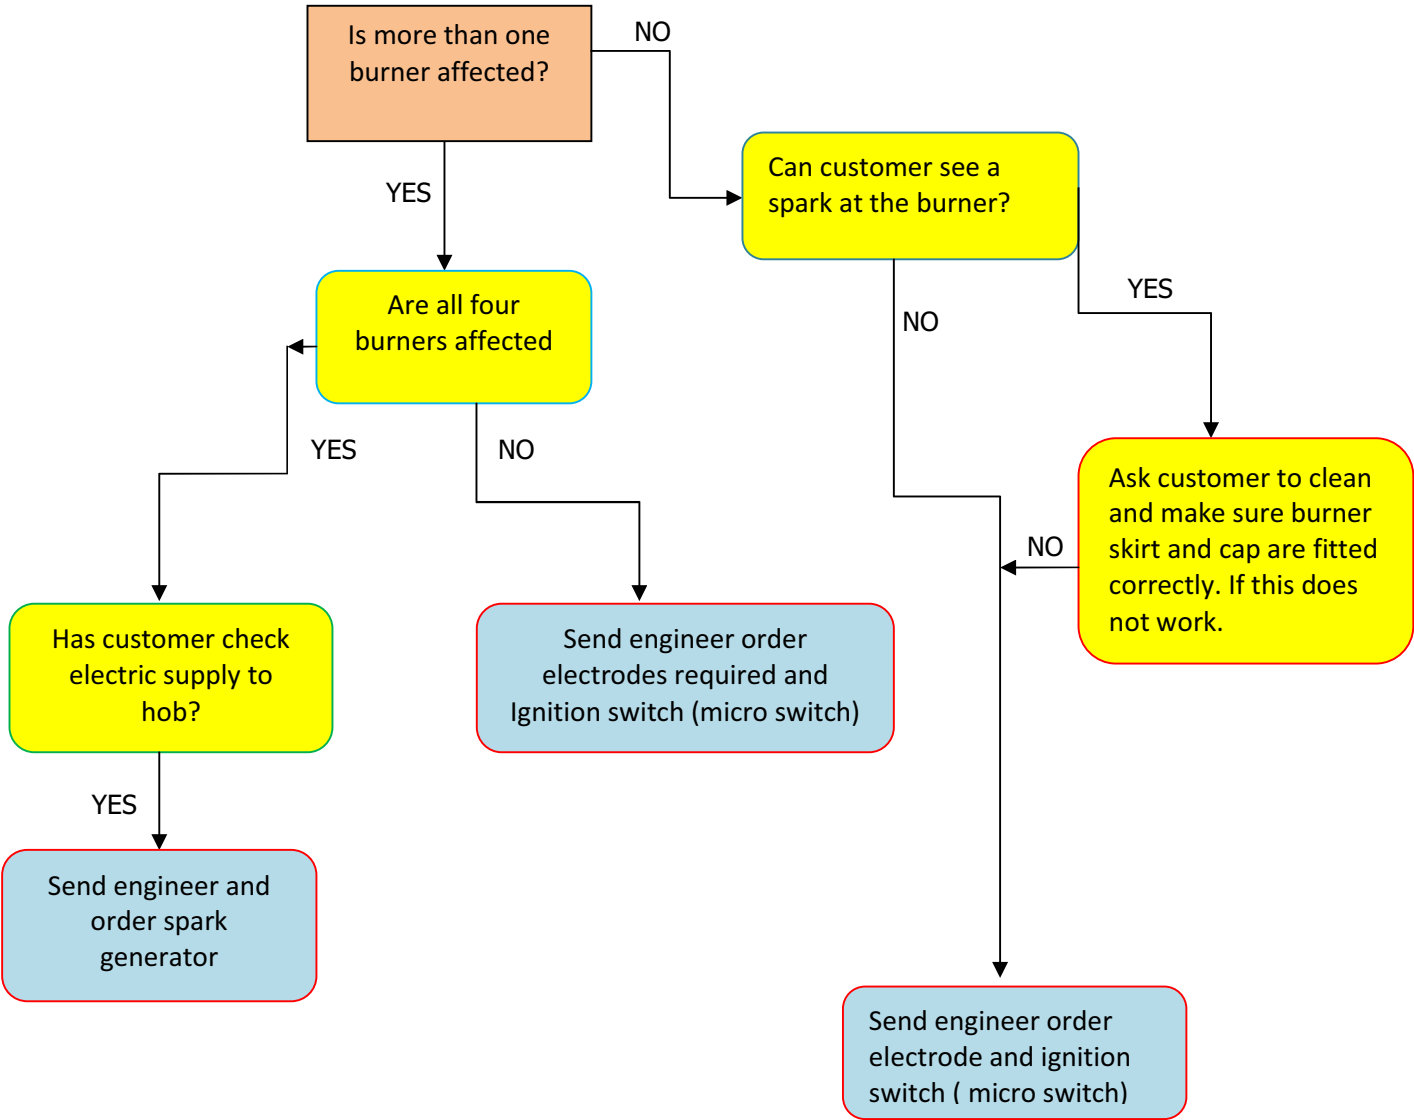 Is more than one
burner affected?
NO
Can customer see a
spark at the burner?
YES
Are all four
burners affected
YES
NO
NO
YES
Ask customer to clean
and make sure burner
skirt and cap are fitted
correctly. If this does
not work.
NO
Has customer check
electric supply to
hob?
Send engineer order
electrodes required and
Ignition switch (micro switch)
YES
Send engineer and
order spark
generator
Send engineer order
electrode and ignition
switch ( micro switch)